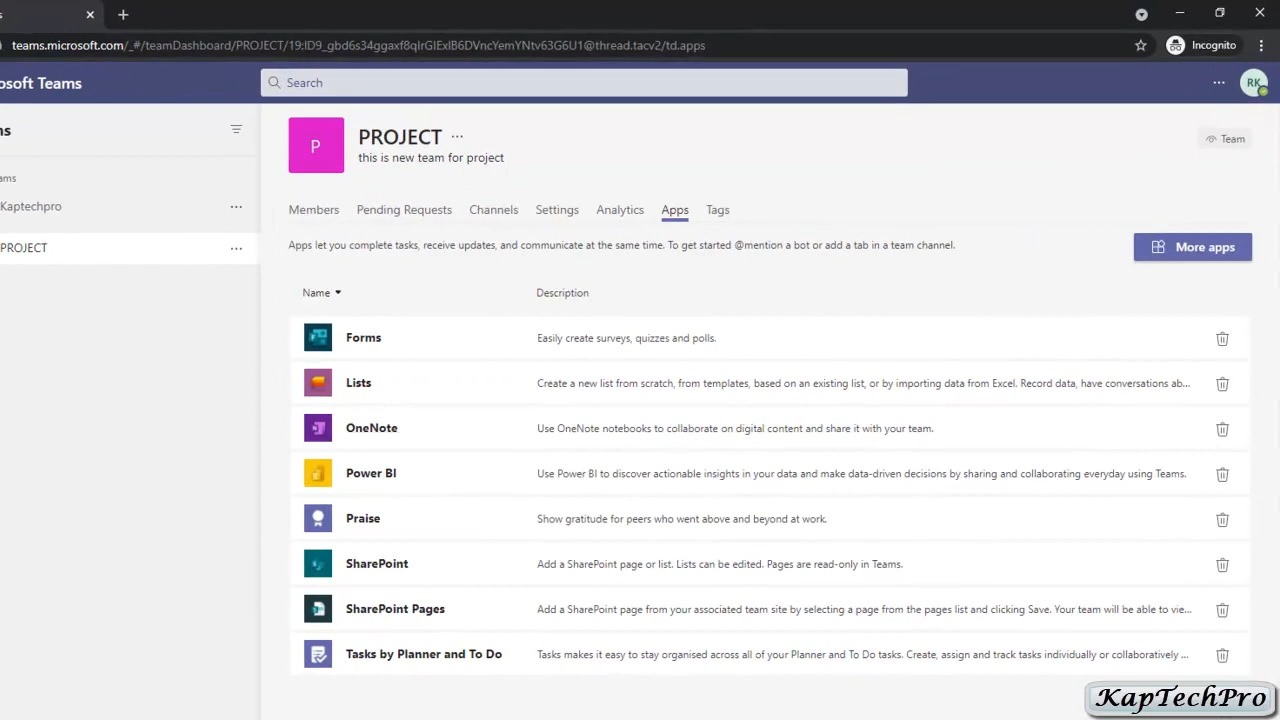 s
teams.microsoft.com/_#/teamDashboard/PROJECT/19:ID9_gbd6s34ggaxf8qIrGIExIB6DVncYemYNtv63G6U1@thread.tacv2/td.apps
Incognito
osoft Teams
Search
RK
ms
P
PROJECT
this is new team for project
Team
ams
Kaptechpro
PROJECT
Members Pending Requests Channels Settings Analytics Apps Tags
Apps let you complete tasks, receive updates, and communicate at the same time. To get started @mention a bot or add a tab in a team channel.
More apps
Name Description
Forms Easily create surveys, quizzes and polls.
Lists Create a new list from scratch, from templates, based on an existing list, or by importing data from Excel. Record data, have conversations ab...
OneNote Use OneNote notebooks to collaborate on digital content and share it with your team.
Power BI Use Power BI to discover actionable insights in your data and make data-driven decisions by sharing and collaborating everyday using Teams.
Praise Show gratitude for peers who went above and beyond at work.
SharePoint Add a SharePoint page or list. Lists can be edited. Pages are read-only in Teams.
SharePoint Pages Add a SharePoint page from your associated team site by selecting a page from the pages list and clicking Save. Your team will be able to vie...
Tasks by Planner and To Do Tasks makes it easy to stay organised across all of your Planner and To Do tasks. Create, assign and track tasks individually or collaboratively ...
KapTechPro